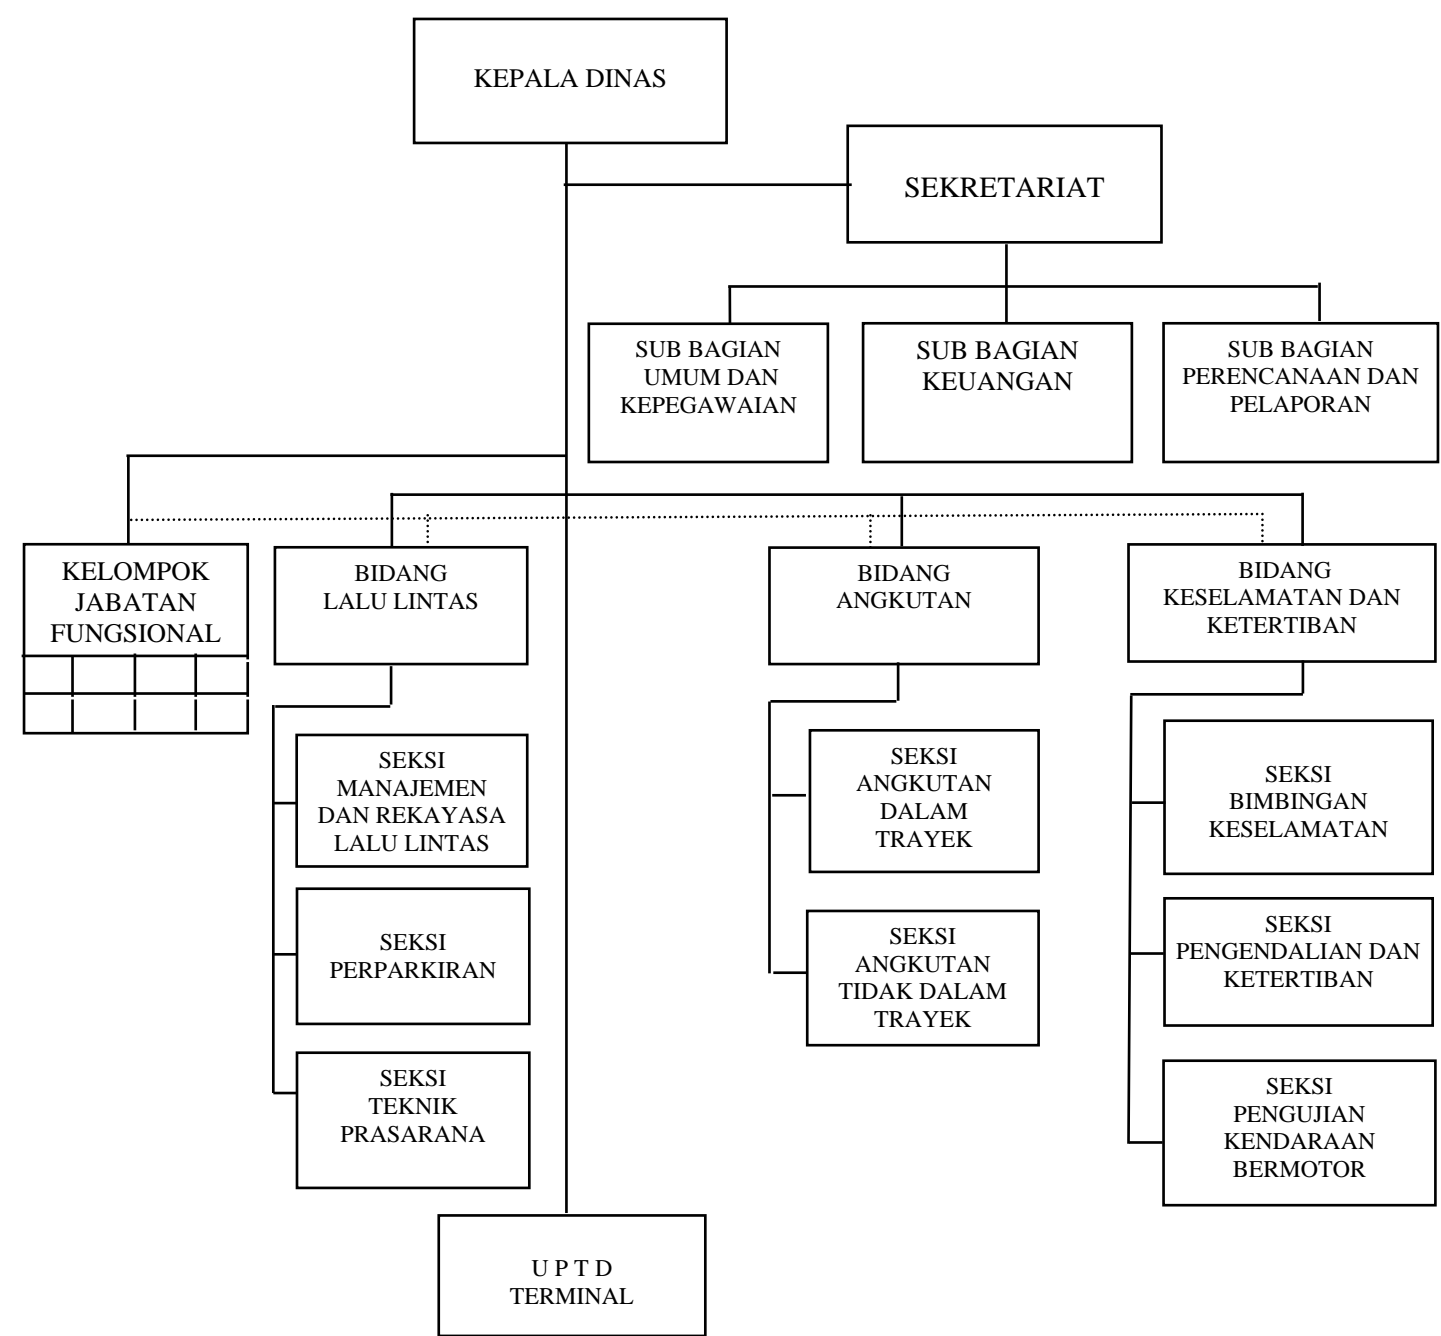 KEPALA DINAS
SEKRETARIAT
SUB BAGIAN
UMUM DAN
KEPEGAWAIAN
SUB BAGIAN
KEUANGAN
SUB BAGIAN
PERENCANAAN DAN
PELAPORAN
KELOMPOK
JABATAN
FUNGSIONAL
BIDANG
LALU LINTAS
BIDANG
ANGKUTAN
BIDANG
KESELAMATAN DAN
KETERTIBAN
SEKSI
MANAJEMEN
DAN REKAYASA
LALU LINTAS
SEKSI
PERPARKIRAN
SEKSI
TEKNIK
PRASARANA
SEKSI
ANGKUTAN
DALAM
TRAYEK
SEKSI
ANGKUTAN
TIDAK DALAM
TRAYEK
SEKSI
BIMBINGAN
KESELAMATAN
SEKSI
PENGENDALIAN DAN
KETERTIBAN
SEKSI
PENGUJIAN
KENDARAAN
BERMOTOR
U P T D
TERMINAL